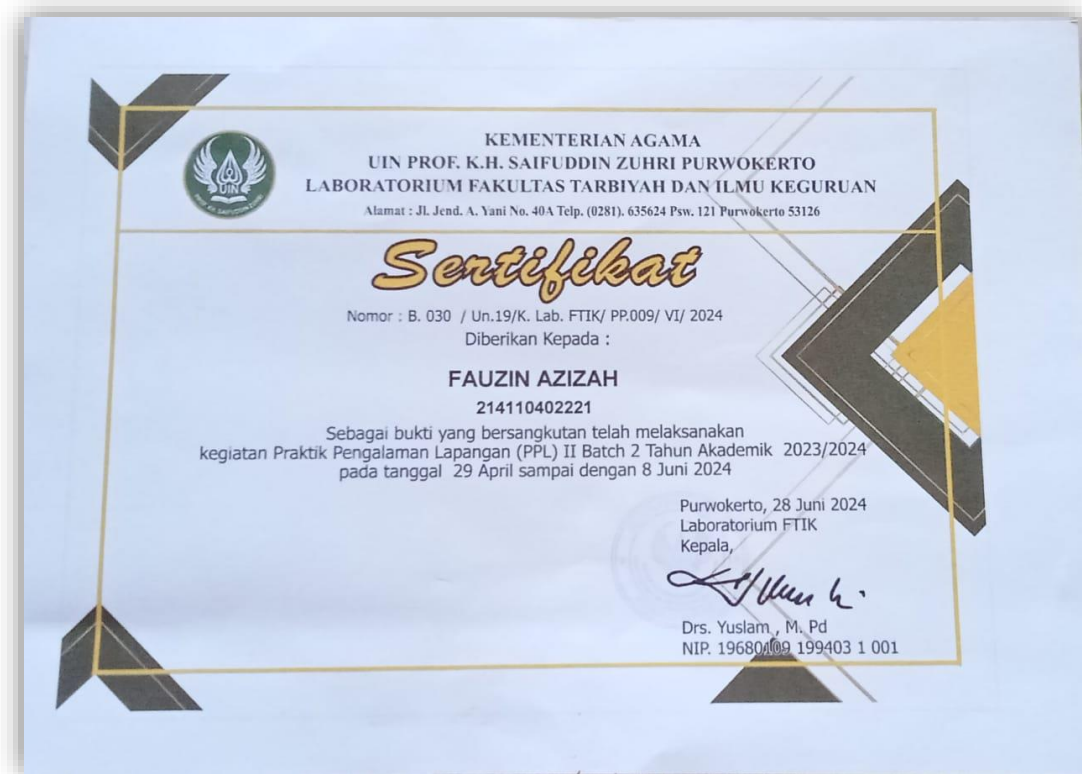 KEMENTERIAN AGAMA
UIN PROF. K.H. SAIFUDDIN ZUHRI PURWOKERTO
LABORATORIUM FAKULTAS TARBIYAH DAN ILMU KEGURUAN
Alamat : Jl. Jend. A. Yani No. 40A Telp. (0281). 635624 Psw. 121 Purwokerto 53126
UIN
PROF. K.H. SAIFUDDIN ZUHRI
Sertifikat
Nomor : B. 030 / Un.19/K. Lab. FTIK/ PP.009/ VI/ 2024
Diberikan Kepada :
FAUZIN AZIZAH
214110402221
Sebagai bukti yang bersangkutan telah melaksanakan
kegiatan Praktik Pengalaman Lapangan (PPL) II Batch 2 Tahun Akademik 2023/2024
pada tanggal 29 April sampai dengan 8 Juni 2024
Purwokerto, 28 Juni 2024
Laboratorium FTIK
Kepala,
Drs. Yuslam , M. Pd
NIP. 19680109 199403 1 001